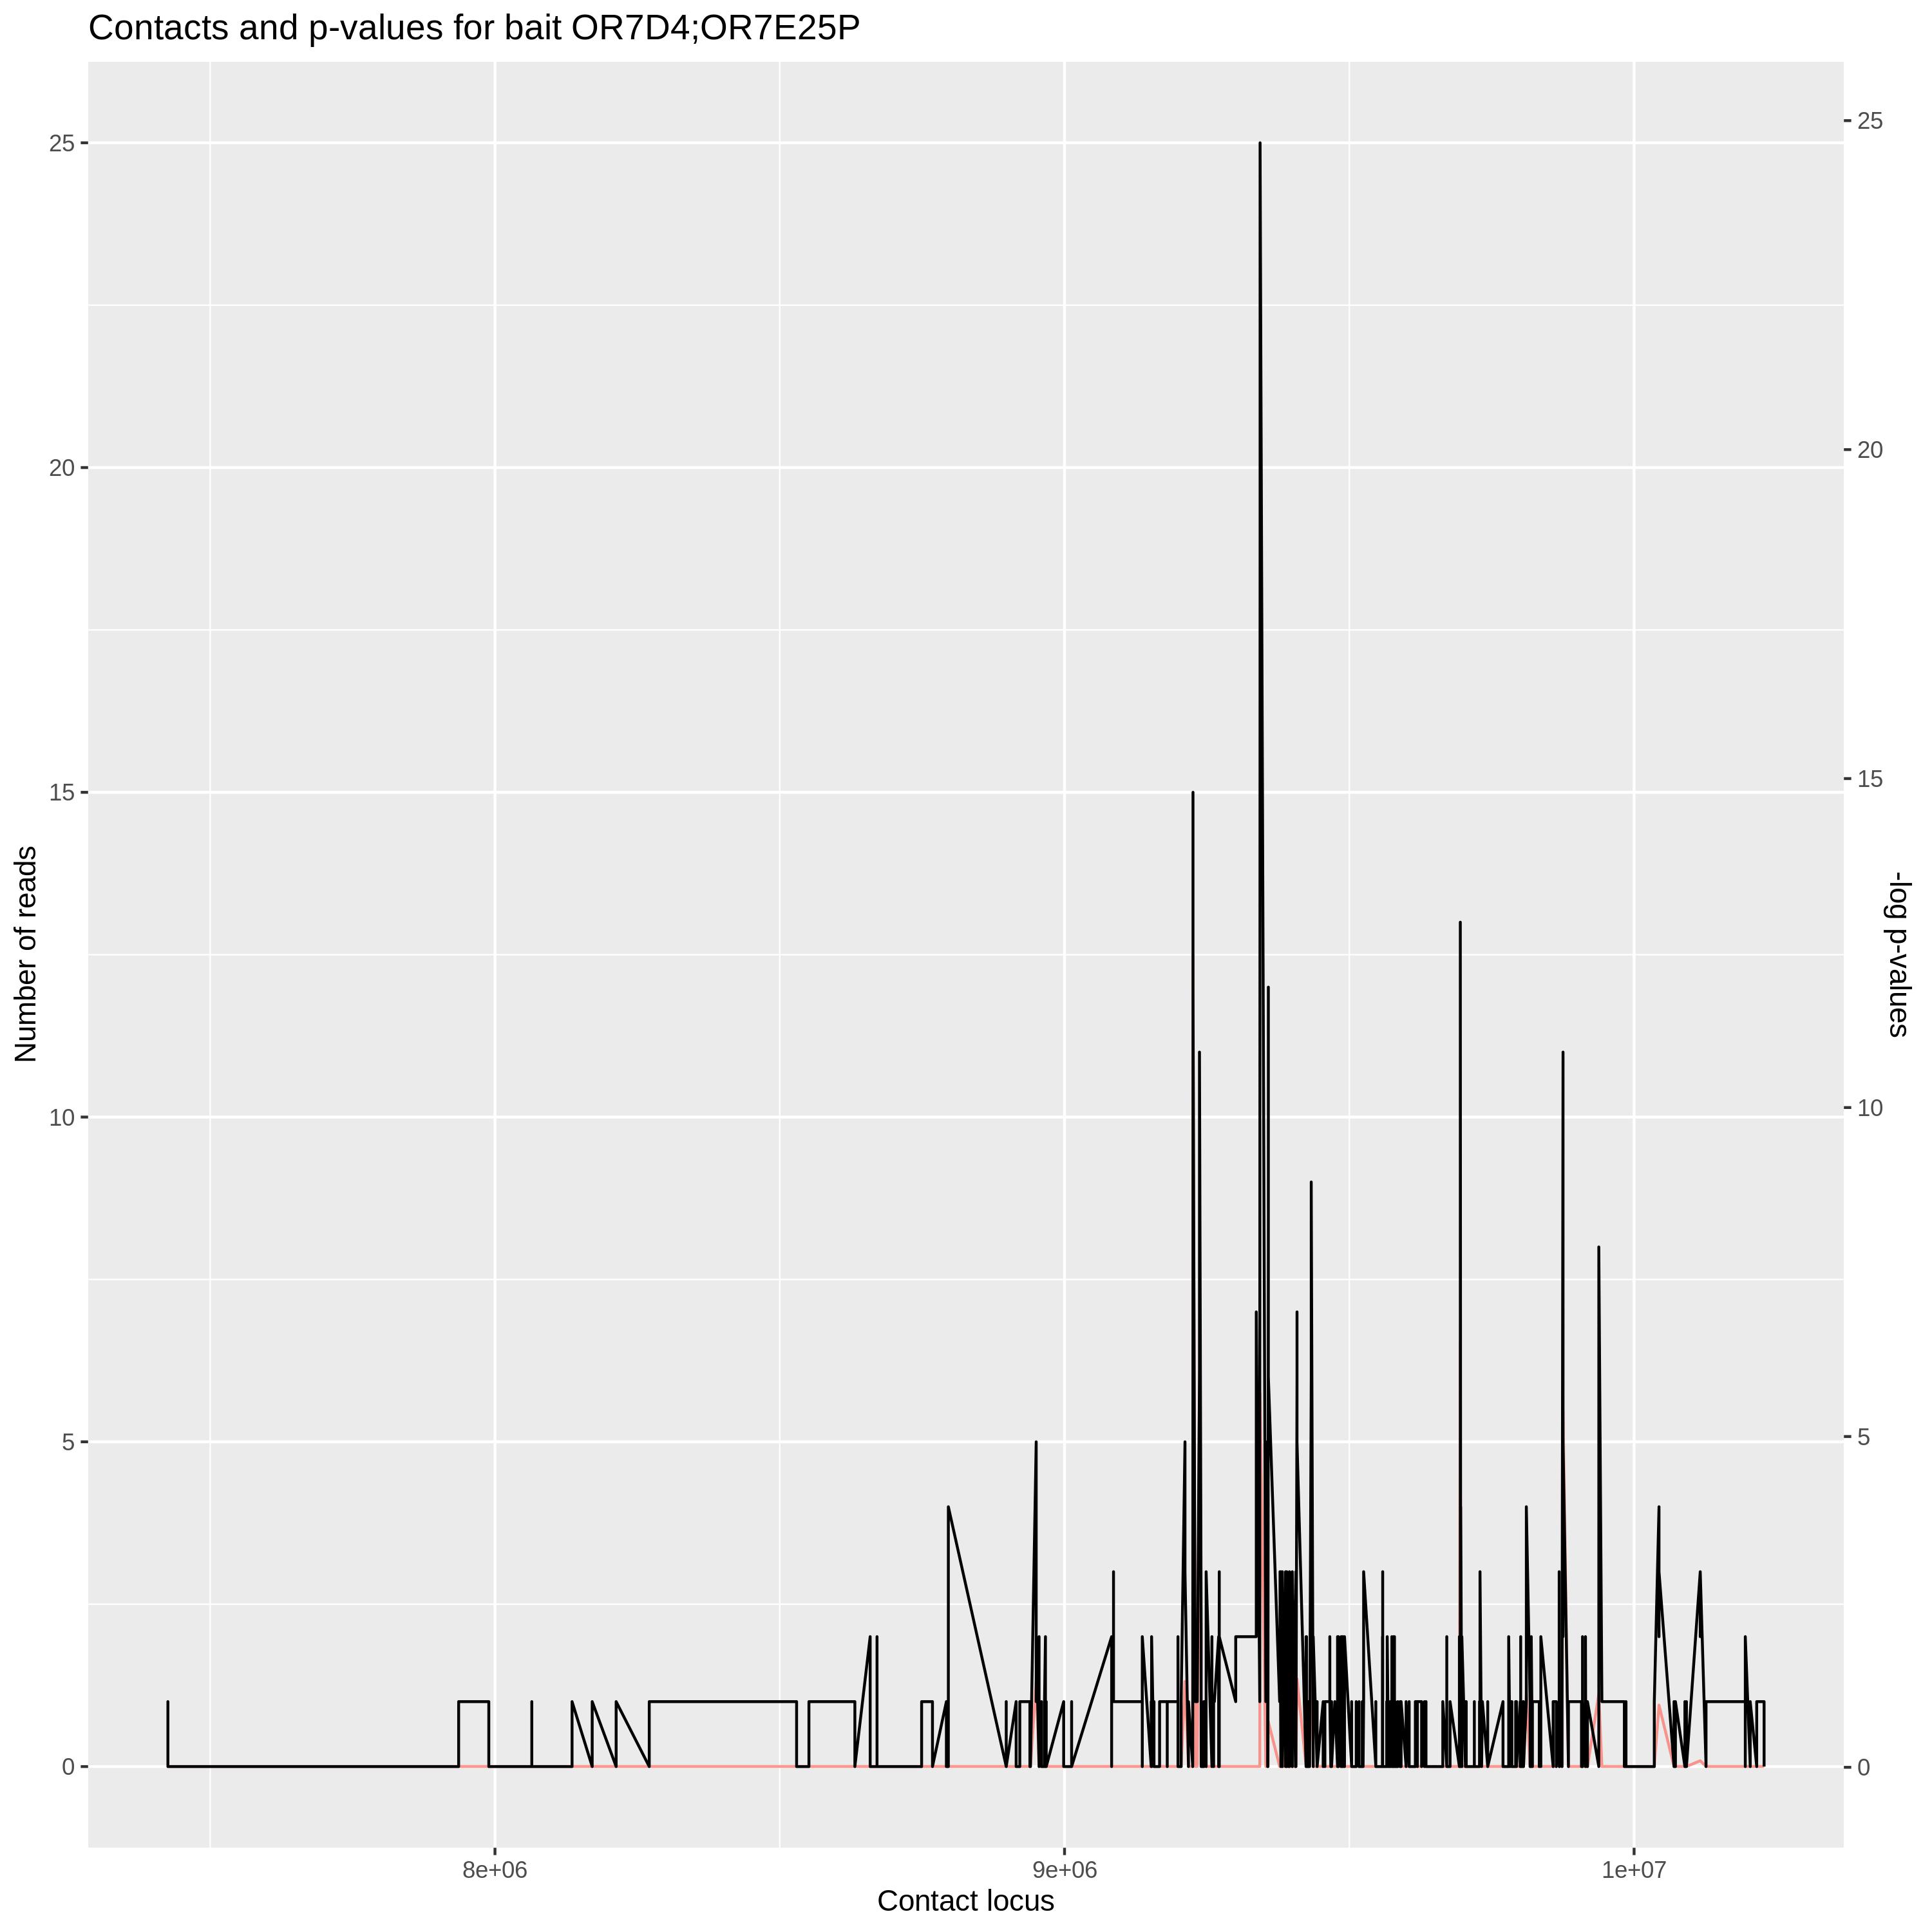 Contacts and p-values for bait OR7D4;OR7E25P
Number of reads
25
20
15
10
5
0
25
20
15
10
5
0
-log p-values
8e+06
9e+06
1e+07
Contact locus